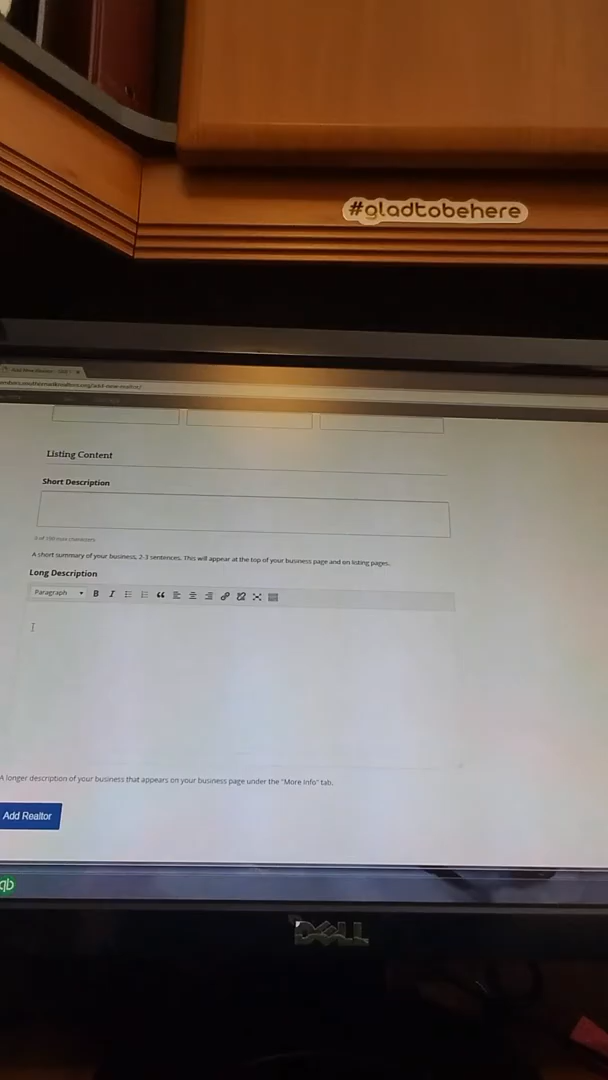 #gladtobehere
Listing Content
Short Description
A short summary of your business, 2-3 sentences. This will appear at the top of your business page and on listing pages.
Long Description
Paragraph B I
A longer description of your business that appears on your business page under the "More Info" tab.
Add Realtor
qb
DELL